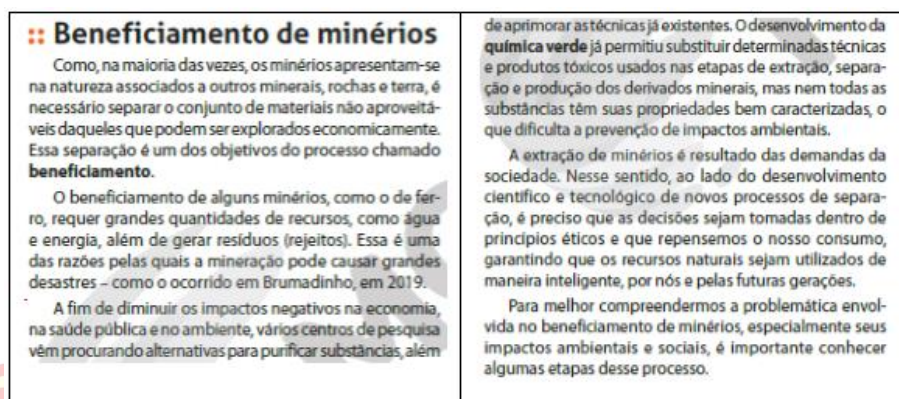 :: Beneficiamento de minérios
Como, na maioria das vezes, os minérios apresentam-se
na natureza associados a outros minerais, rochas e terra, é
necessário separar o conjunto de materiais não aproveitá-
veis daqueles que podem ser explorados economicamente.
Essa separação é um dos objetivos do processo chamado
beneficiamento.
O beneficiamento de alguns minérios, como o de fer-
ro, requer grandes quantidades de recursos, como água
e energia, além de gerar resíduos (rejeitos). Essa é uma
das razões pelas quais a mineração pode causar grandes
desastres – como o ocorrido em Brumadinho, em 2019.
A fim de diminuir os impactos negativos na economia,
na saúde pública e no ambiente, vários centros de pesquisa
vêm procurando alternativas para purificar substâncias, além
de aprimorar as técnicas já existentes. O desenvolvimento da
química verde já permitiu substituir determinadas técnicas
e produtos tóxicos usados nas etapas de extração, separa-
ção e produção dos derivados minerais, mas nem todas as
substâncias têm suas propriedades bem caracterizadas, o
que dificulta a prevenção de impactos ambientais.
A extração de minérios é resultado das demandas da
sociedade. Nesse sentido, ao lado do desenvolvimento
científico e tecnológico de novos processos de separa-
ção, é preciso que as decisões sejam tomadas dentro de
princípios éticos e que repensemos o nosso consumo,
garantindo que os recursos naturais sejam utilizados de
maneira inteligente, por nós e pelas futuras gerações.
Para melhor compreendermos a problemática envol-
vida no beneficiamento de minérios, especialmente seus
impactos ambientais e sociais, é importante conhecer
algumas etapas desse processo.